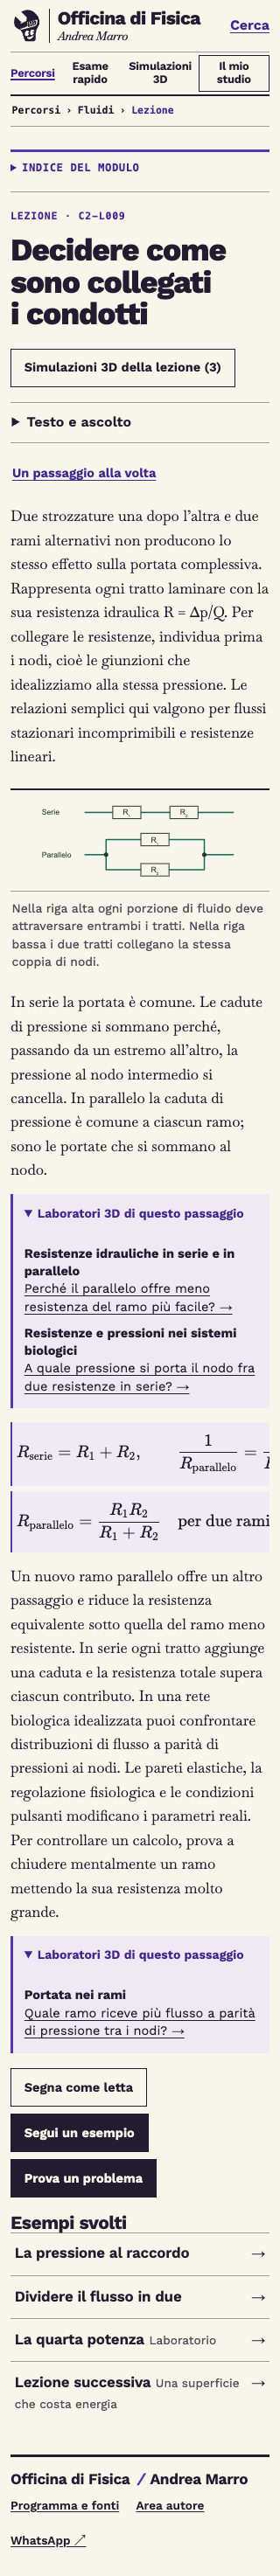 Officina di Fisica
Andrea Marro
Cerca
Percorsi
Esame rapido
Simulazioni 3D
Il mio studio
Percorsi › Fluidi › Lezione
▶ INDICE DEL MODULO
LEZIONE · C2–L009
Decidere come
sono collegati
i condotti
Simulazioni 3D della lezione (3)
▶ Testo e ascolto
Un passaggio alla volta
Due strozzature una dopo l’altra e due
rami alternativi non producono lo
stesso effetto sulla portata complessiva.
Rappresenta ogni tratto laminare con la
sua resistenza idraulica R = Δp/Q. Per
collegare le resistenze, individua prima
i nodi, cioè le giunzioni che
idealizziamo alla stessa pressione. Le
relazioni semplici qui valgono per flussi
stazionari incomprimibili e resistenze
lineari.
Serie R₁ R₂
R₁
Parallelo
R₂
Nella riga alta ogni porzione di fluido deve
attraversare entrambi i tratti. Nella riga
bassa i due tratti collegano la stessa
coppia di nodi.
In serie la portata è comune. Le cadute
di pressione si sommano perché,
passando da un estremo all’altro, la
pressione al nodo intermedio si
cancella. In parallelo la caduta di
pressione è comune a ciascun ramo;
sono le portate che si sommano al
nodo.
▼ Laboratori 3D di questo passaggio
Resistenze idrauliche in serie e in
parallelo
Perché il parallelo offre meno
resistenza del ramo più facile? →
Resistenze e pressioni nei sistemi
biologici
A quale pressione si porta il nodo fra
due resistenze in serie? →
R_serie = R₁ + R₂, 1/R_parallelo =
R_parallelo = R₁R₂/(R₁ + R₂) per due rami
Un nuovo ramo parallelo offre un altro
passaggio e riduce la resistenza
equivalente sotto quella del ramo meno
resistente. In serie ogni tratto aggiunge
una caduta e la resistenza totale supera
ciascun contributo. In una rete
biologica idealizzata puoi confrontare
distribuzioni di flusso a parità di
pressioni ai nodi. Le pareti elastiche, la
regolazione fisiologica e le condizioni
pulsanti modificano i parametri reali.
Per controllare un calcolo, prova a
chiudere mentalmente un ramo
mettendo la sua resistenza molto
grande.
▼ Laboratori 3D di questo passaggio
Portata nei rami
Quale ramo riceve più flusso a parità
di pressione tra i nodi? →
Segna come letta
Segui un esempio
Prova un problema
Esempi svolti
La pressione al raccordo →
Dividere il flusso in due →
La quarta potenza Laboratorio →
Lezione successiva Una superficie →
che costa energia
Officina di Fisica / Andrea Marro
Programma e fonti Area autore
WhatsApp ↗